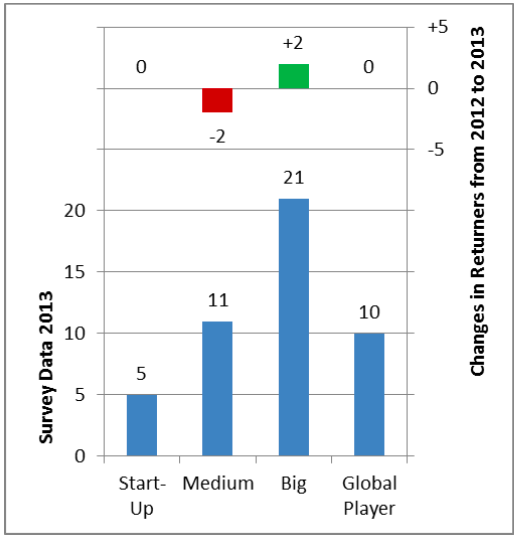 +5
0
+2
0
0
-2
-5
21
20
15
11
10
10
5
5
0
Survey Data 2013
Changes in Returners from 2012 to 2013
Start-
Up
Medium
Big
Global
Player